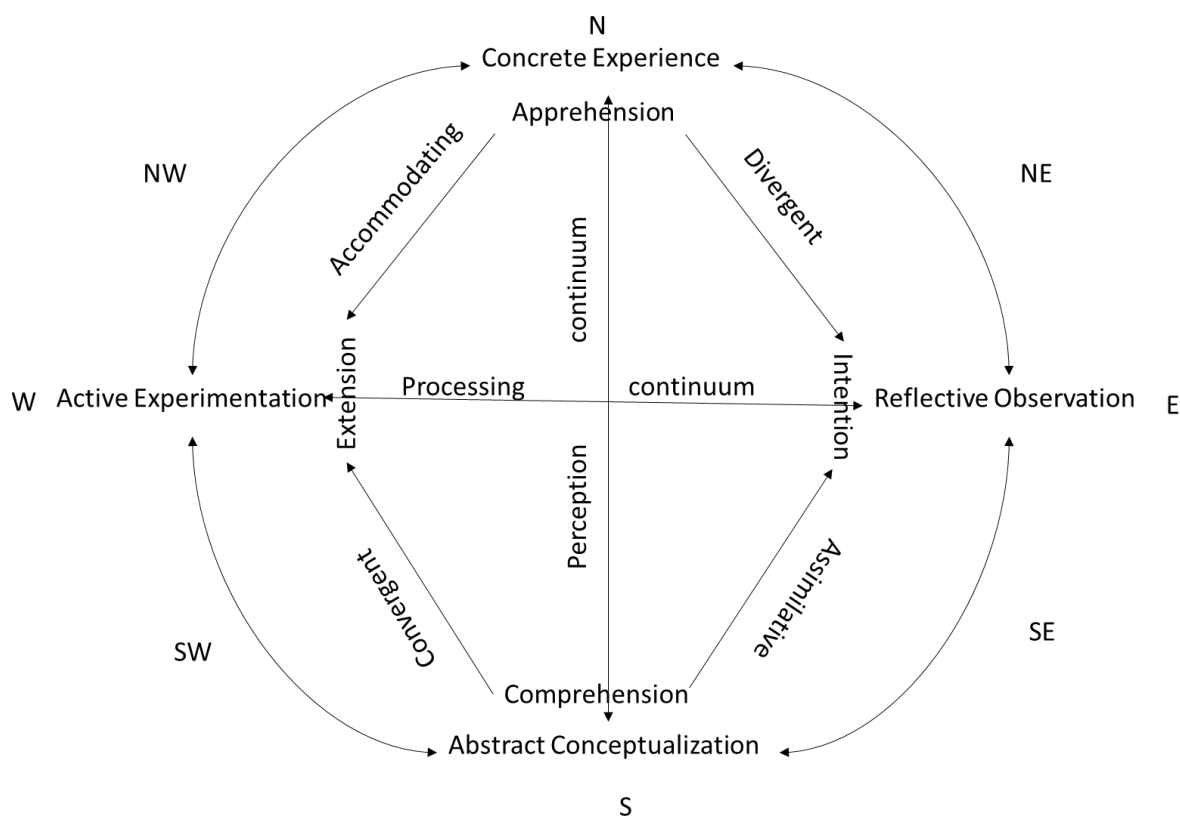 N
Concrete Experience
Apprehension
NW
NE
Accommodating
Divergent
continuum
Extension
Intention
W
Active Experimentation
Processing
continuum
Reflective Observation
E
Perception
Convergent
Assimilative
SW
SE
Comprehension
Abstract Conceptualization
S